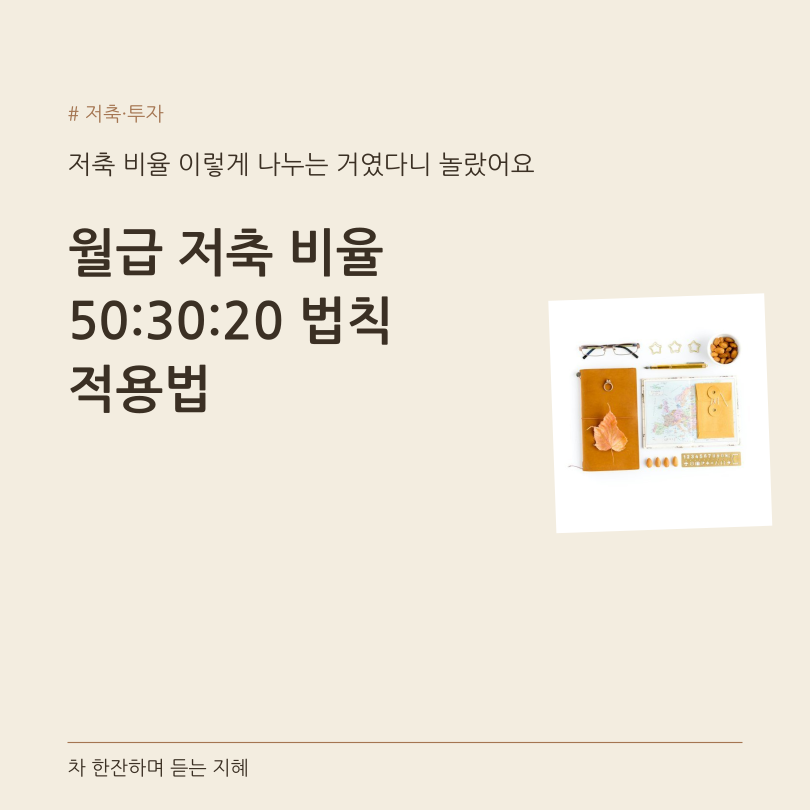 # 저축·투자
저축 비율 이렇게 나누는 거였다니 놀랐어요
월급 저축 비율
50:30:20 법칙
적용법
차 한잔하며 듣는 지혜